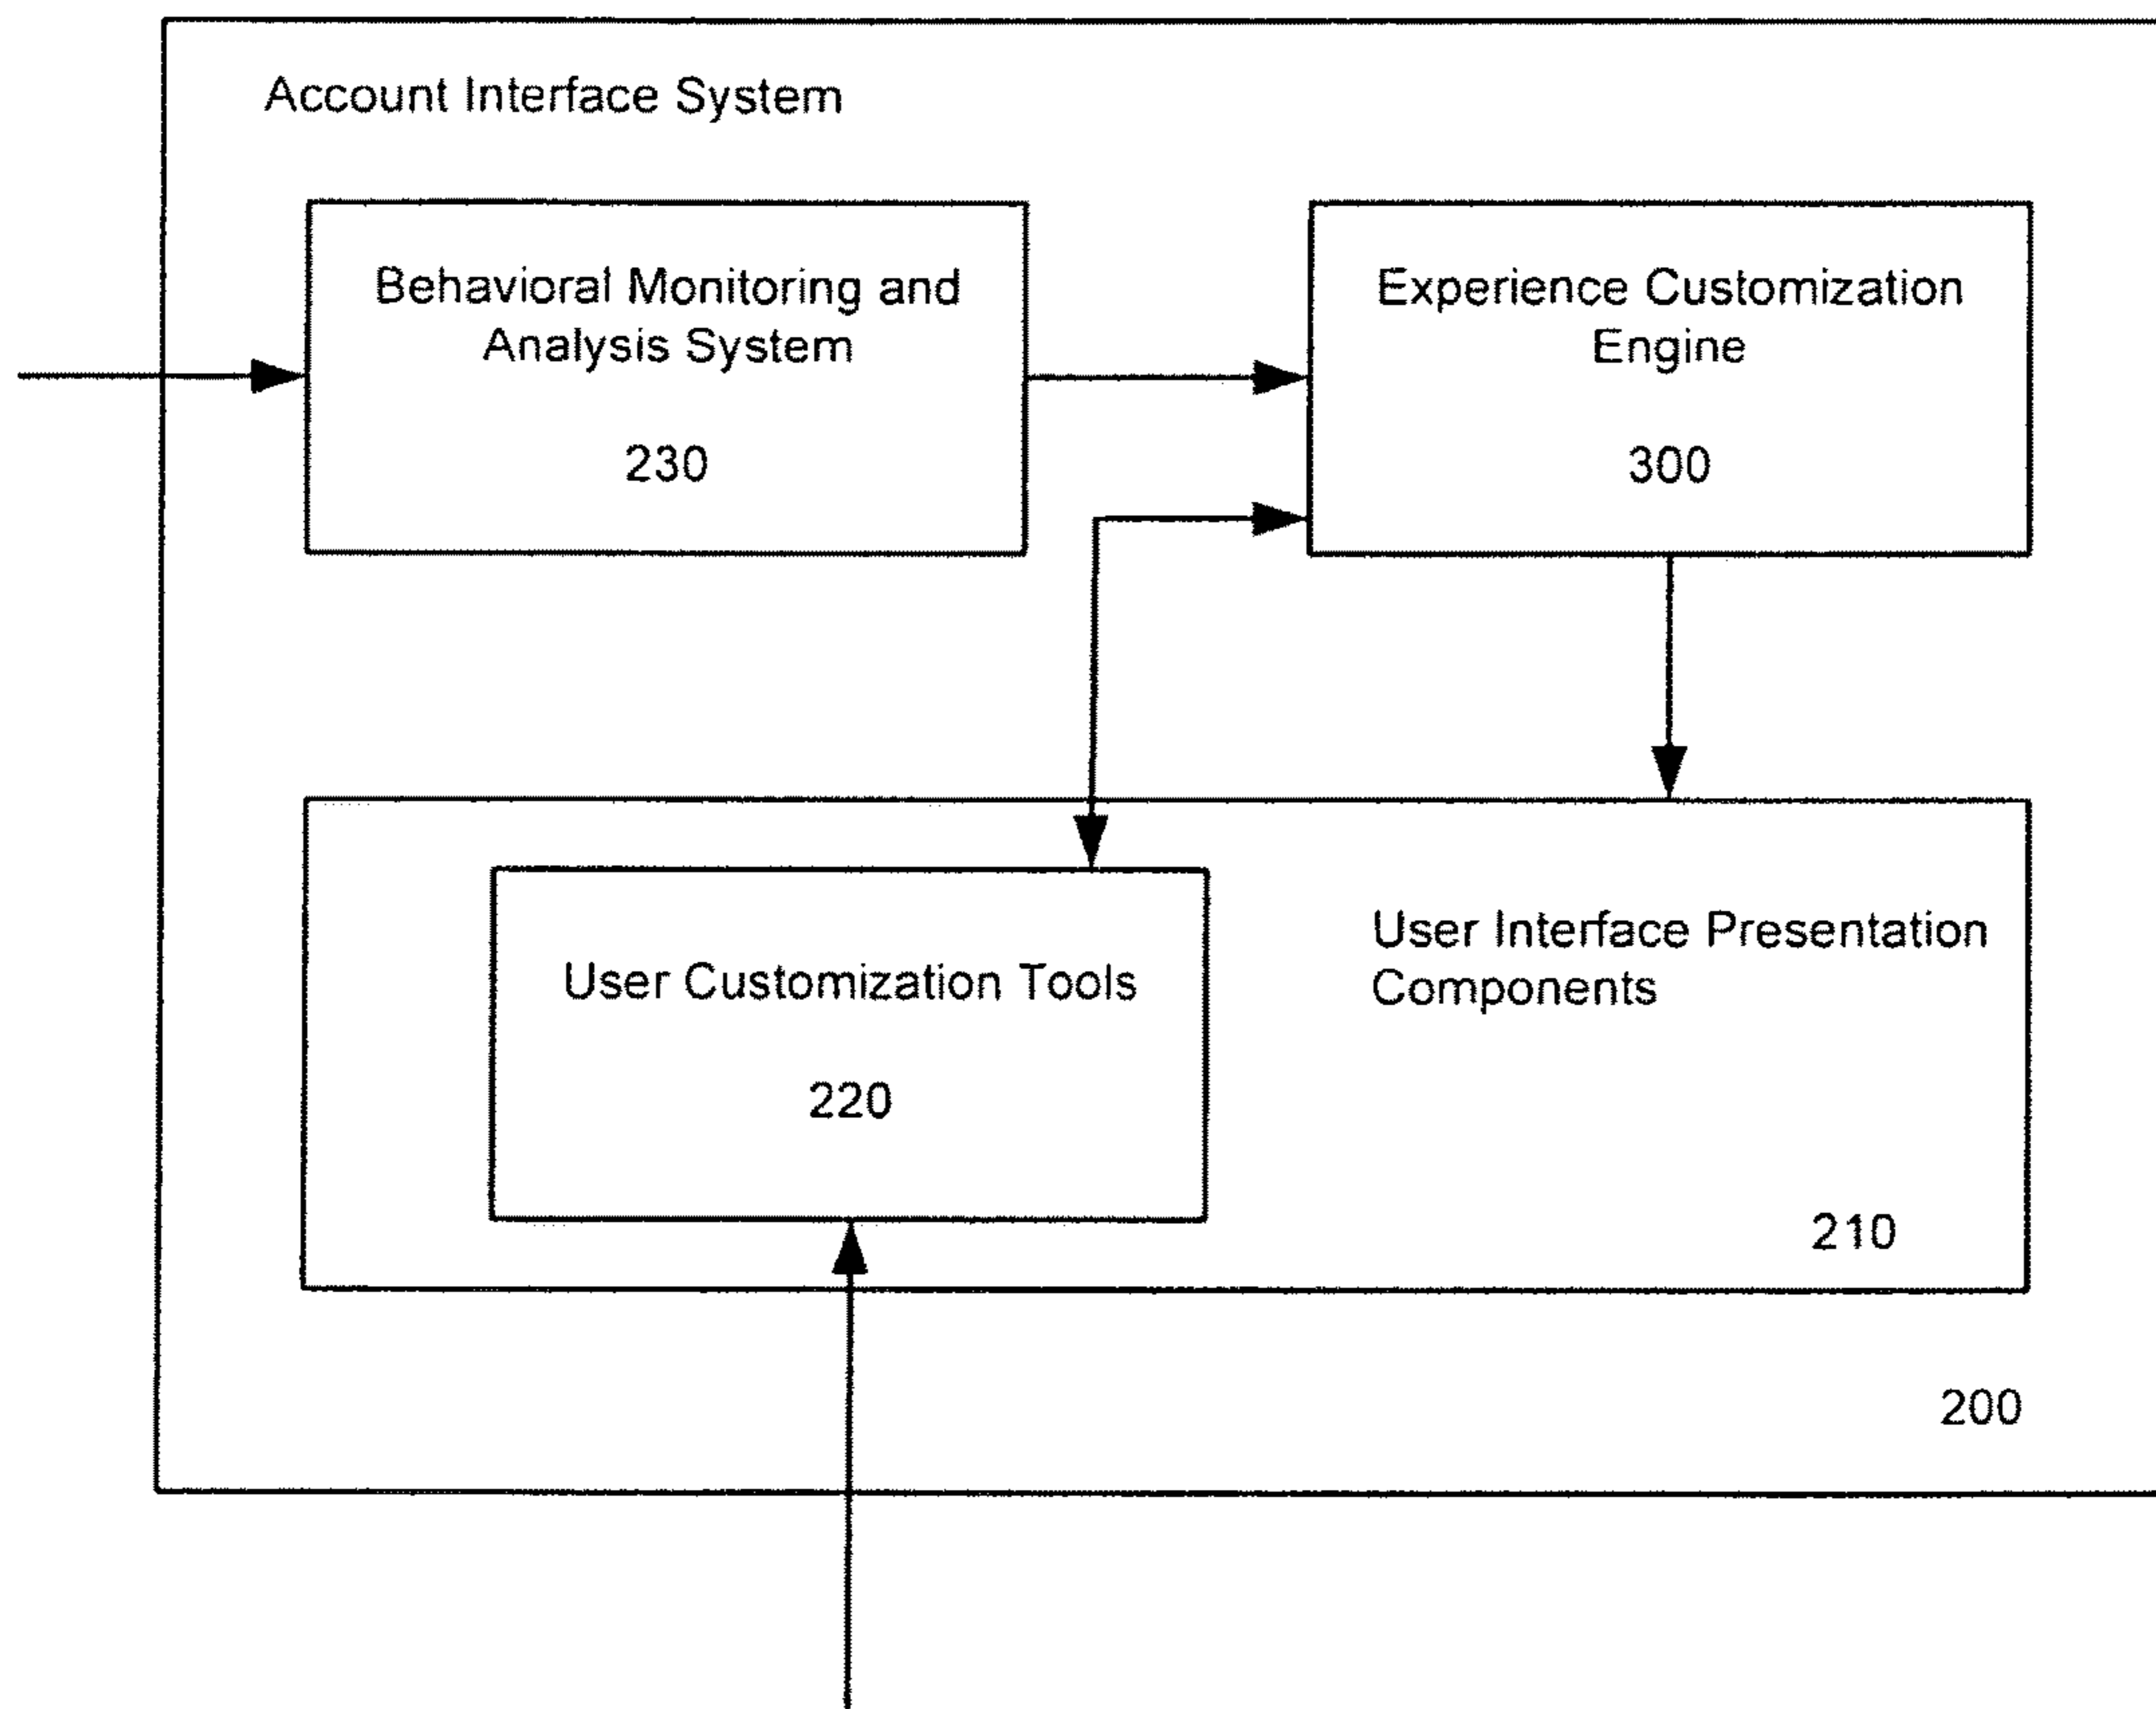 Account Interface System
Behavioral Monitoring and
Analysis System
230
Experience Customization
Engine
300
User Customization Tools
220
User Interface Presentation
Components
210
200